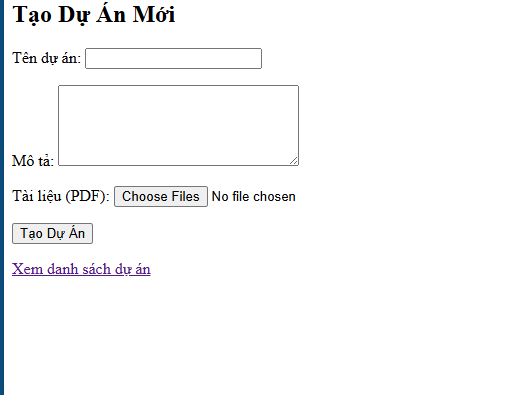 Tạo Dự Án Mới
Tên dự án:
Mô tả:
Tài liệu (PDF): Choose Files No file chosen
Tạo Dự Án
Xem danh sách dự án